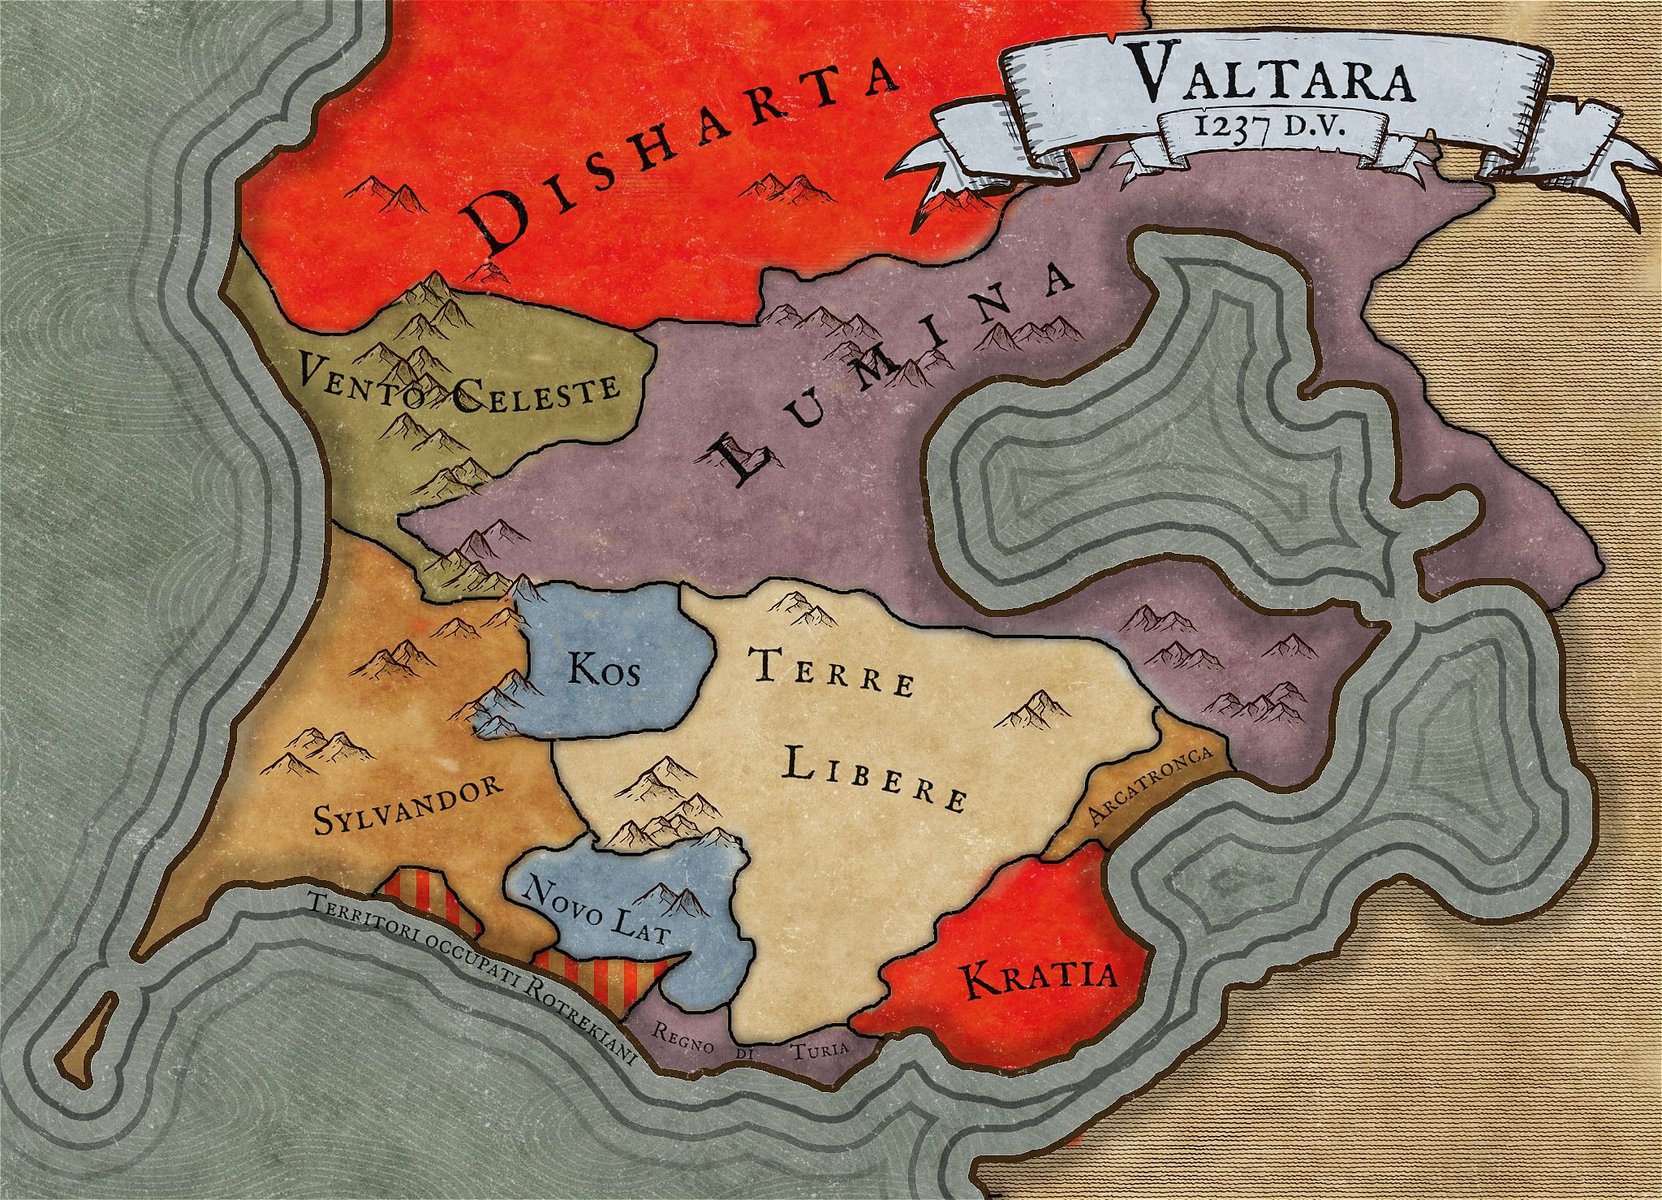 Valtara
1237 D.V.
Disharta
Lumina
Vento Celeste
Kos
Terre
Libere
Sylvandor
Arcatronca
Novo Lat
Territori occupati Rotrekiani
Kratia
Regno di Turia